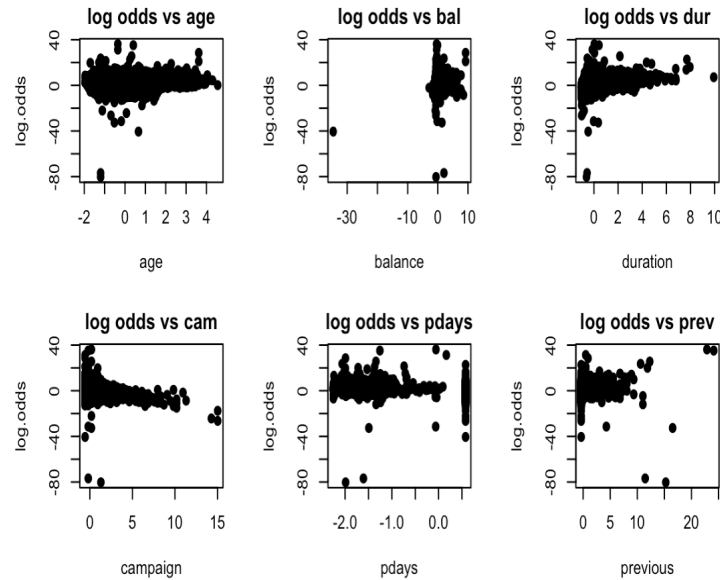 log odds vs age
log.odds
40
0
-40
-80
-2 0 1 2 3 4
age
log odds vs bal
log.odds
40
0
-40
-80
-30 -10 0 10
balance
log odds vs dur
log.odds
40
0
-40
-80
0 2 4 6 8 10
duration
log odds vs cam
log.odds
40
0
-40
-80
0 5 10 15
campaign
log odds vs pdays
log.odds
40
0
-40
-80
-2.0 -1.0 0.0
pdays
log odds vs prev
log.odds
40
0
-40
-80
0 5 10 20
previous